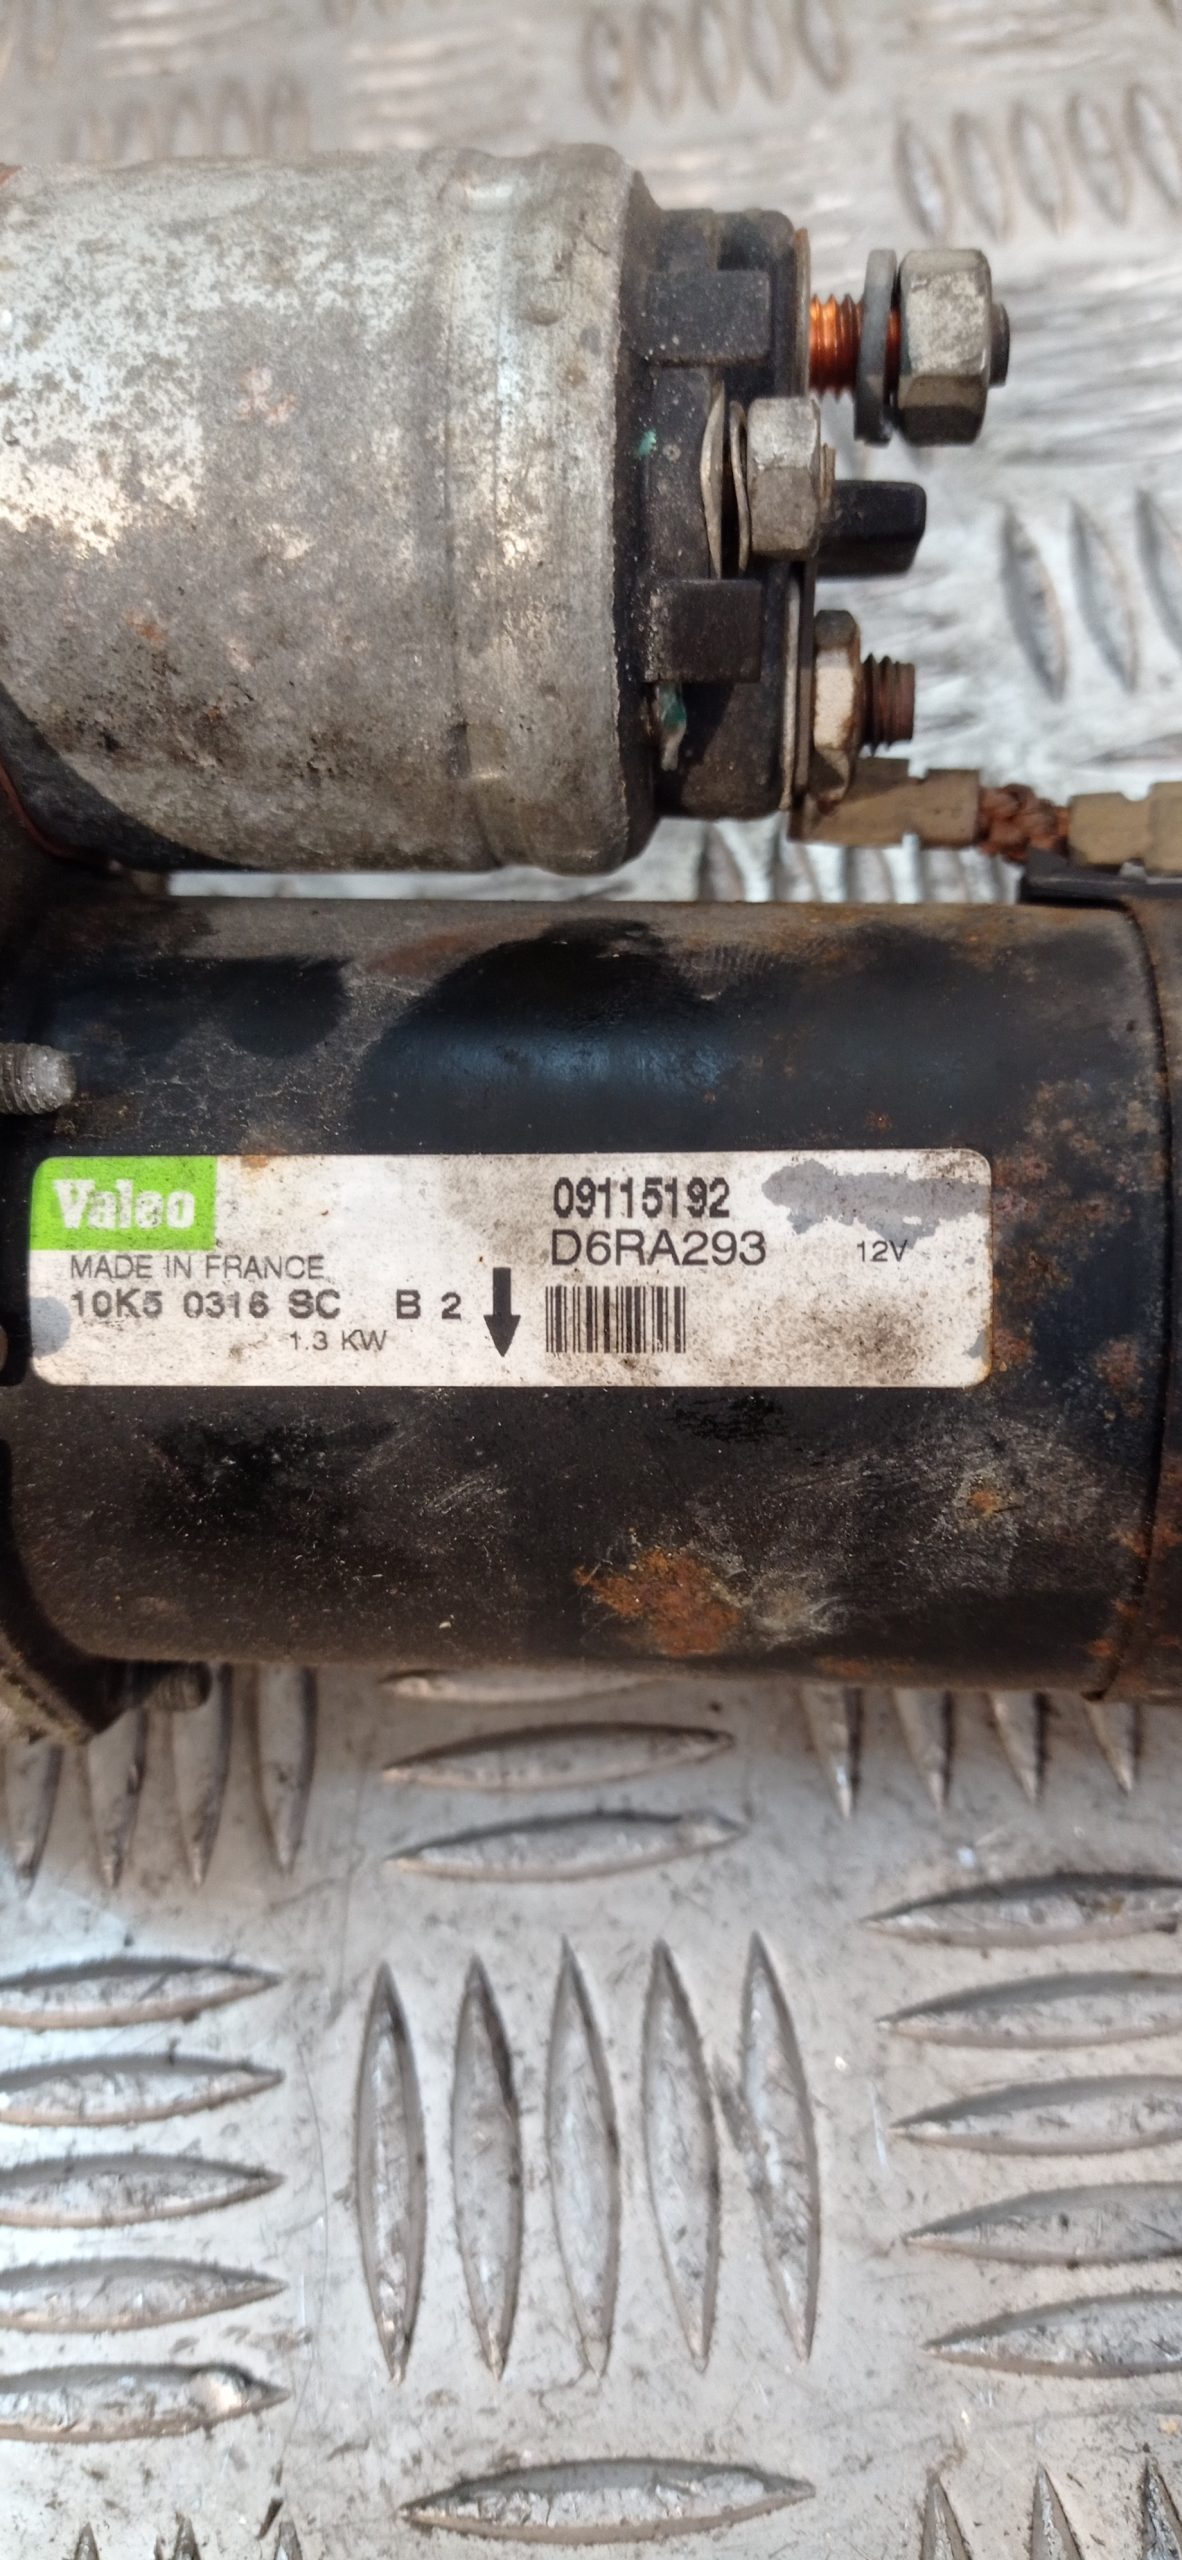 Valeo
MADE IN FRANCE
10K5 0316 SC B 2
1.3 KW
09115192
D6RA293
12V